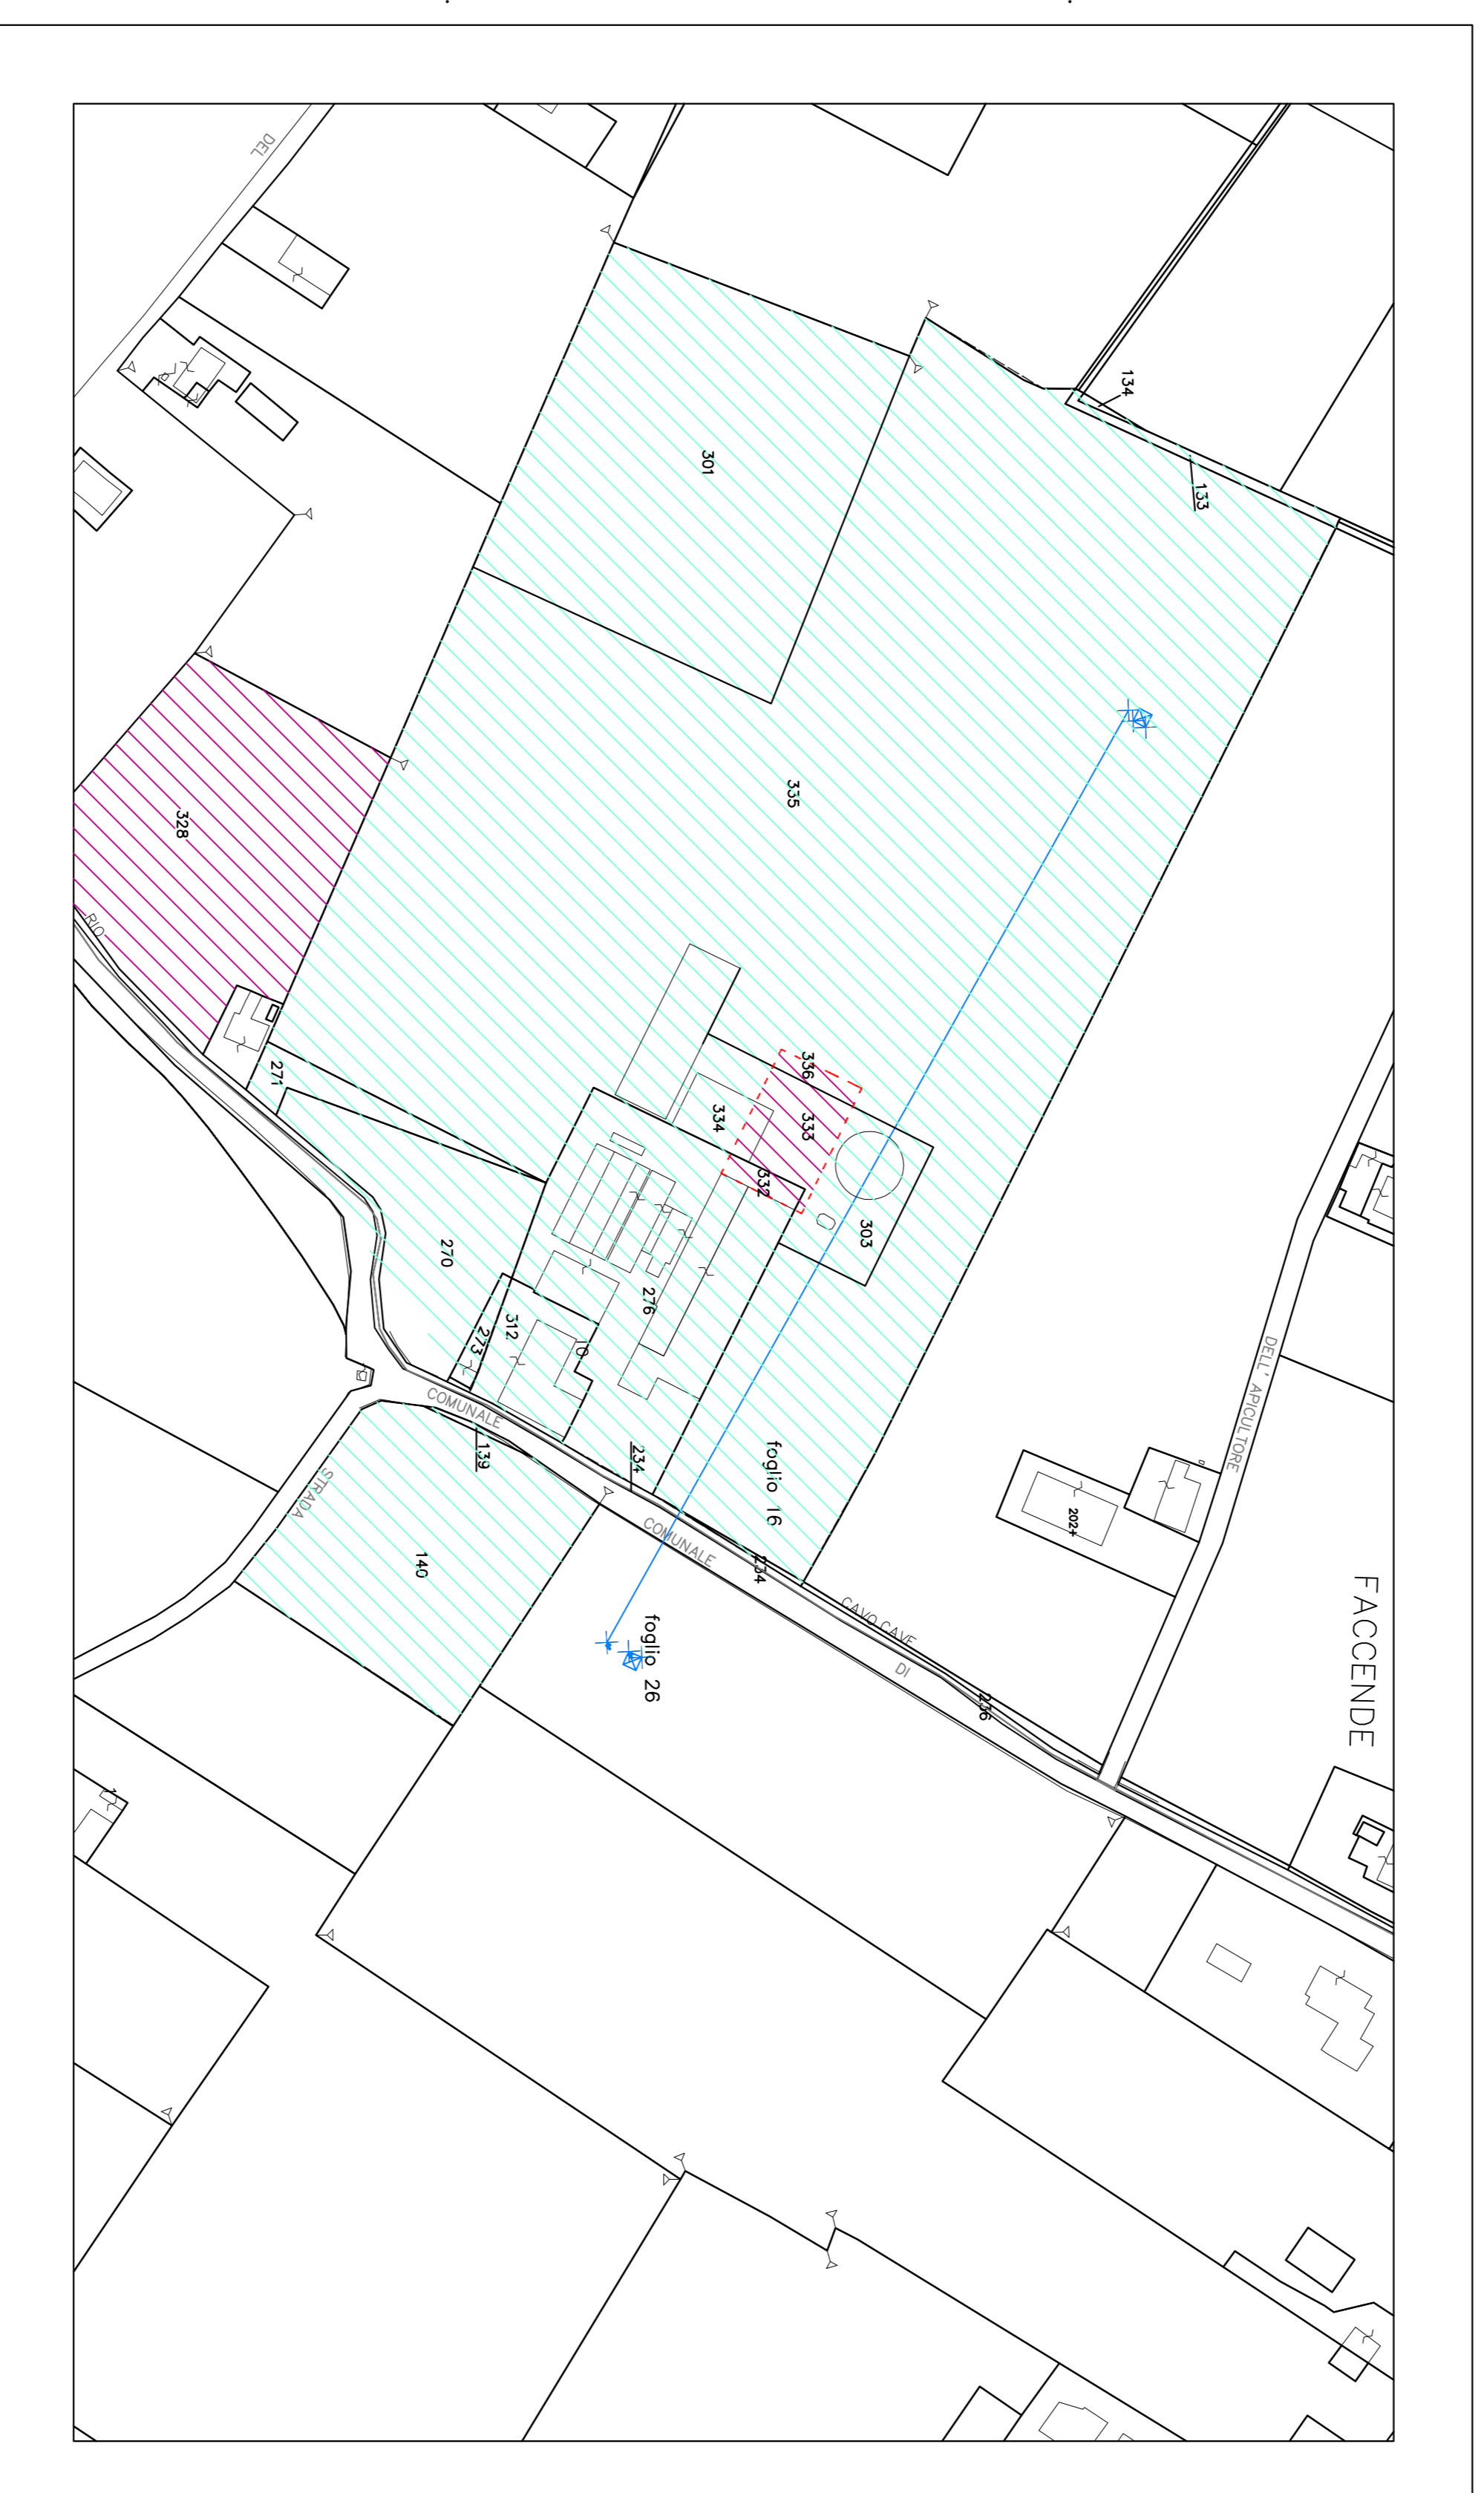 DEL
134
133
301
335
328
RIO
336
333
334
332
303
271
270
276
312
273
10
COMUNALE
139
234
foglio 16
STRADA
140
COMUNALE
234
CAVO CAVE
DI
236
foglio 26
DELL' APICULTORE
202+
FACCENDE